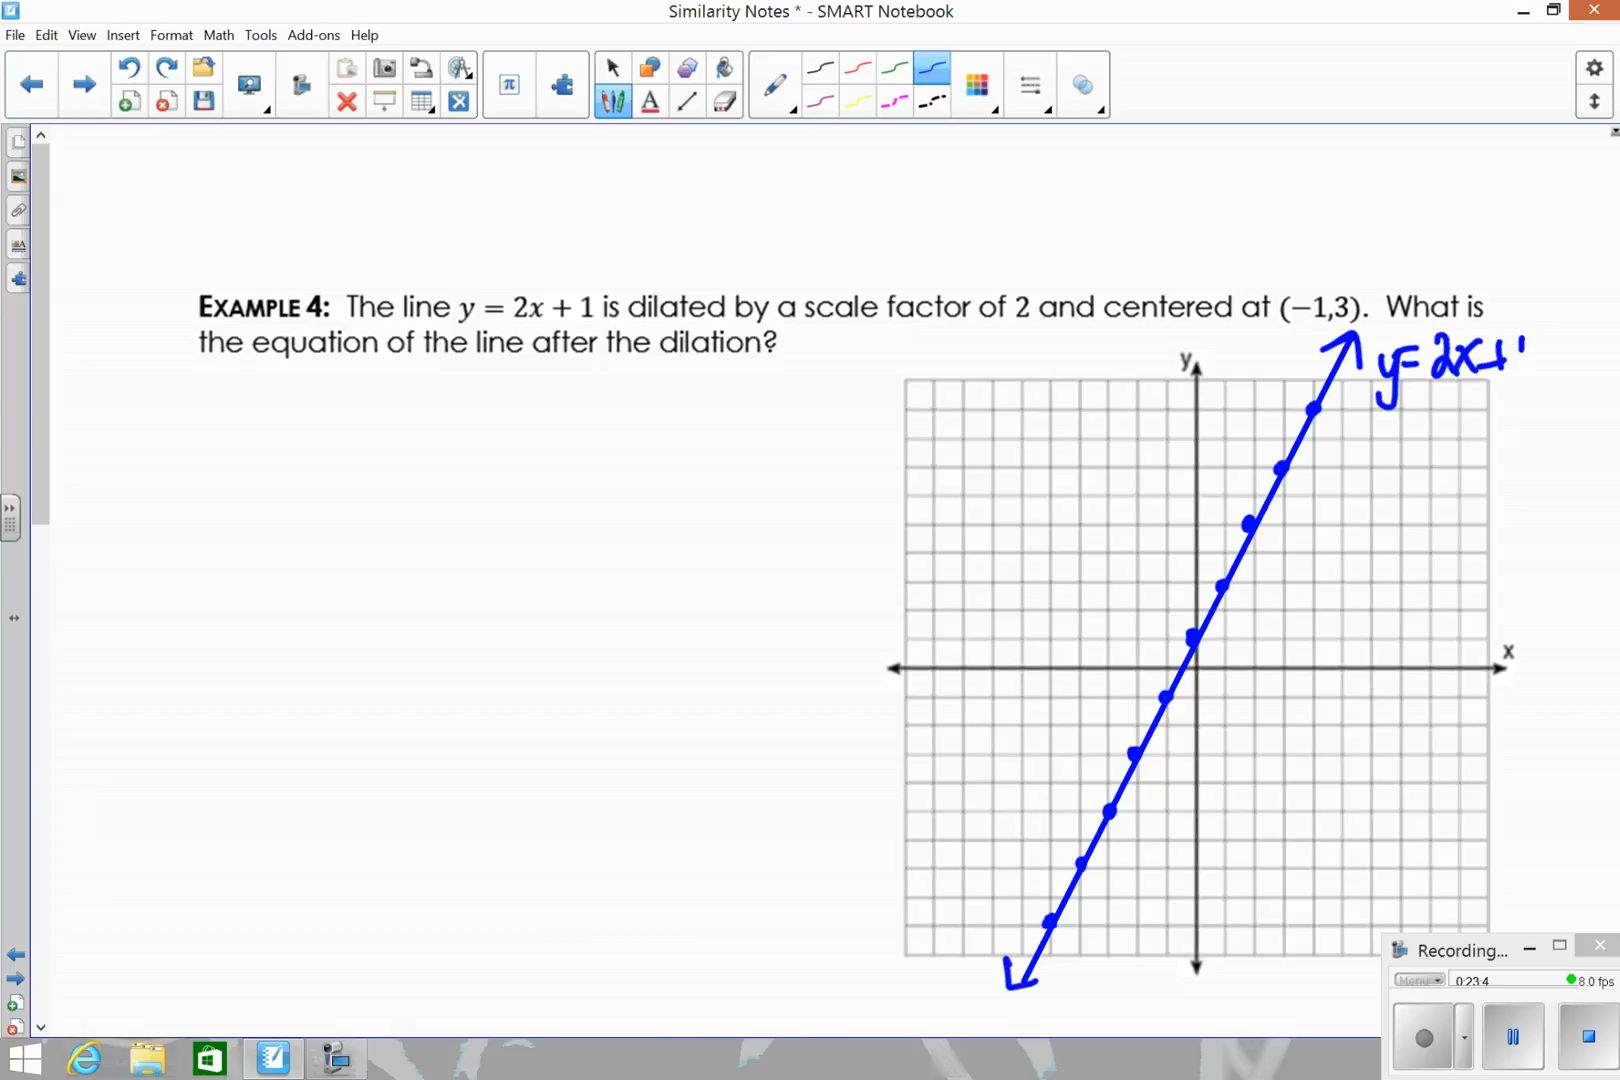 Similarity Notes * - SMART Notebook
File Edit View Insert Format Math Tools Add-ons Help
π
A
EXAMPLE 4: The line y = 2x + 1 is dilated by a scale factor of 2 and centered at (−1,3). What is
the equation of the line after the dilation?
y
y = 2x+1
x
Recording...
Menu
0:23:4
8.0 fps